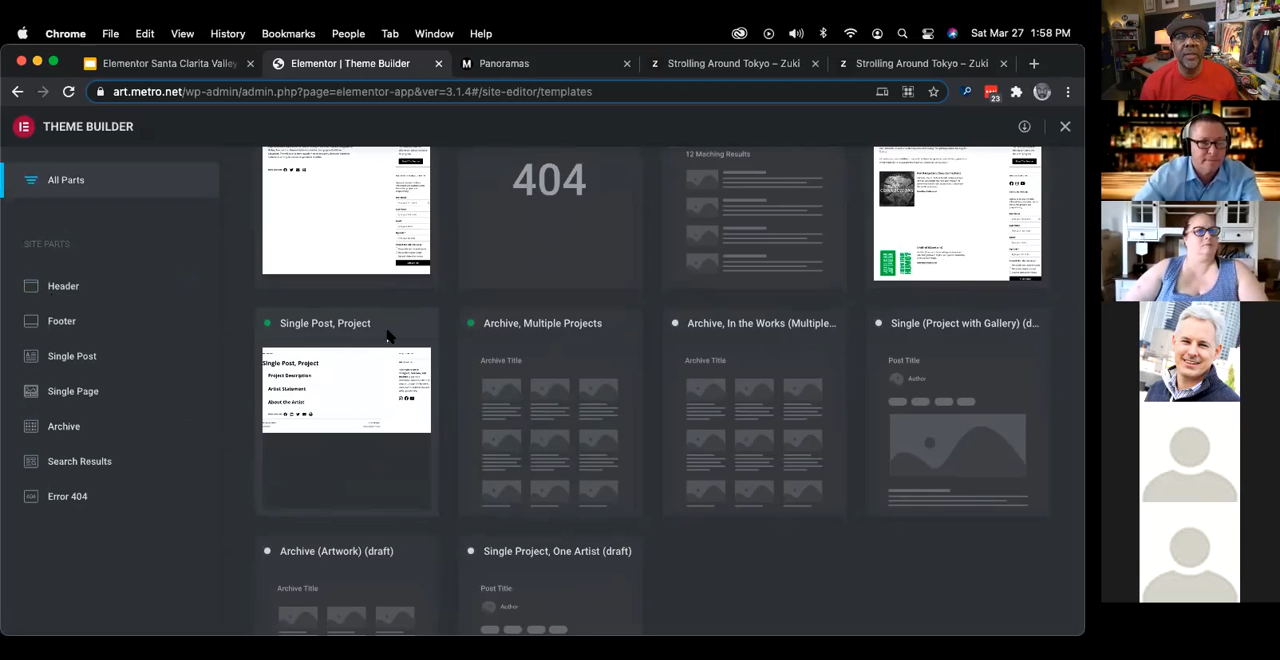 Chrome File Edit View History Bookmarks People Tab Window Help Sat Mar 27 1:58 PM
Elementor Santa Clarita Valley Elementor | Theme Builder Strolling Around Tokyo – Zuki Strolling Around Tokyo – Zuki
art.metro.net/wp-admin/admin.php?page=elementor-app&ver=3.1.4#/site-editor/templates 23
THEME BUILDER
All Parts
SITE PARTS
Header
Footer
Single Post
Single Page
Archive
Search Results
404 Error 404
404
12 Maching Results
Single Post, Project
Single Post, Project
Project Description
Artist Statement
About the Artist
Archive, Multiple Projects
Archive Title
Archive, In the Works (Multiple...
Archive Title
Single (Project with Gallery) (d...
Post Title
Author
Archive (Artwork) (draft)
Archive Title
Single Project, One Artist (draft)
Post Title
Author